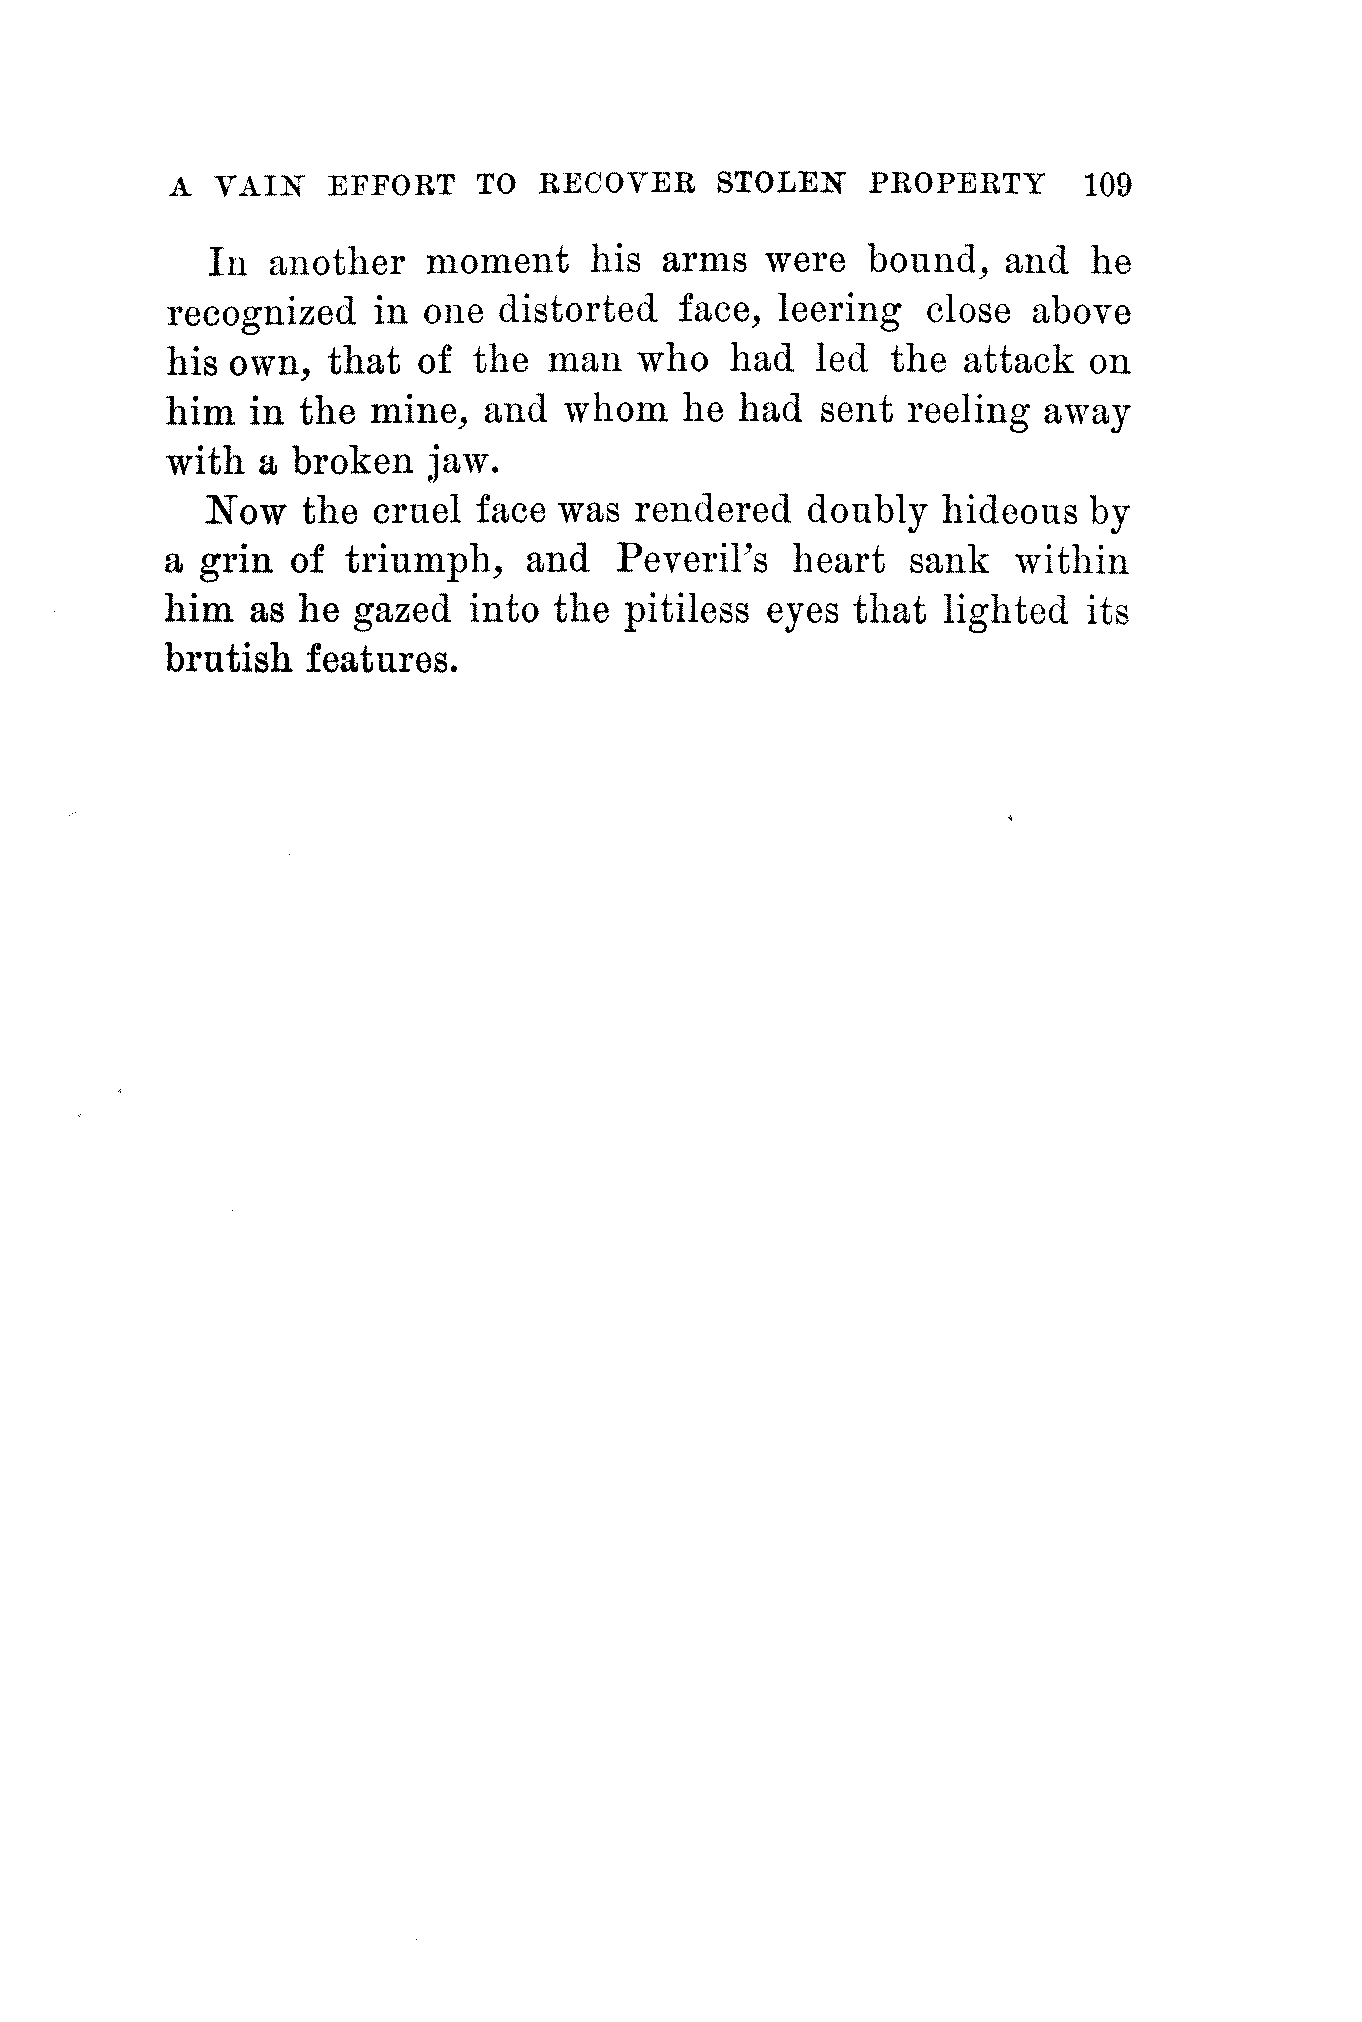 A VAIN EFFORT TO RECOVER STOLEN PROPERTY 109
In another moment his arms were bound, and he
recognized in one distorted face, leering close above
his own, that of the man who had led the attack on
him in the mine, and whom he had sent reeling away
with a broken jaw.
Now the cruel face was rendered doubly hideous by
a grin of triumph, and Peveril's heart sank within
him as he gazed into the pitiless eyes that lighted its
brutish features.